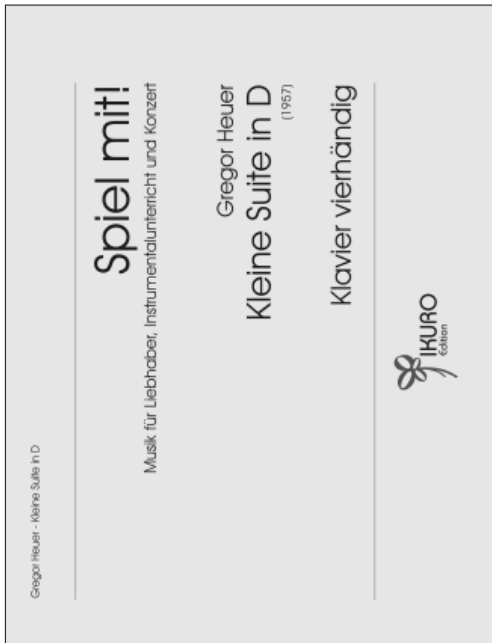 Gregor Heuer - Kleine Suite in D
Spiel mit!
Musik für Liebhaber, Instrumentalunterricht und Konzert
Gregor Heuer
Kleine Suite in D
(1957)
Klavier vierhändig
IKURO
Edition